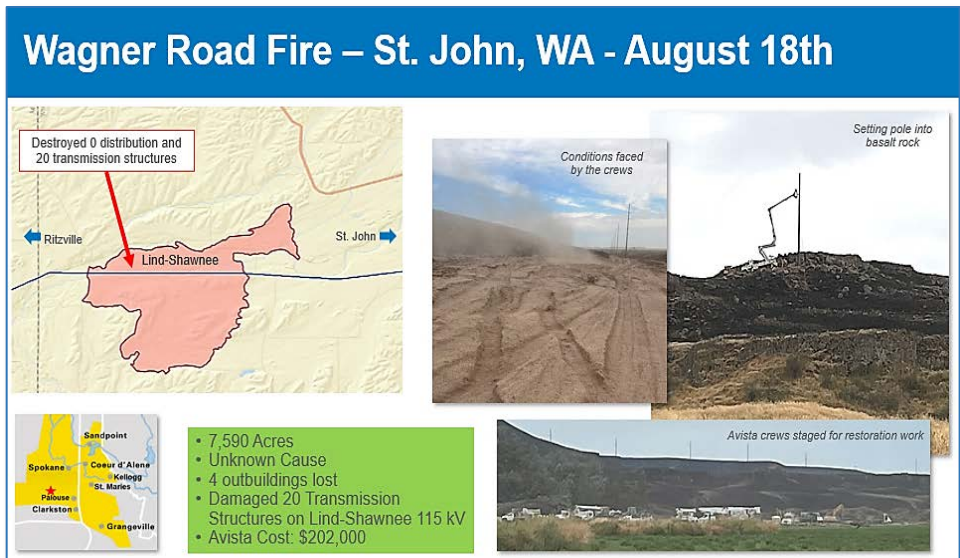 Wagner Road Fire – St. John, WA - August 18th
Destroyed 0 distribution and
20 transmission structures
Ritzville
St. John
Lind-Shawnee
Conditions faced
by the crews
Setting pole into
basalt rock
Sandpoint
Spokane
Coeur d'Alene
Kellogg
St. Maries
Palouse
Clarkston
Grangeville
• 7,590 Acres
• Unknown Cause
• 4 outbuildings lost
• Damaged 20 Transmission
Structures on Lind-Shawnee 115 kV
• Avista Cost: $202,000
Avista crews staged for restoration work